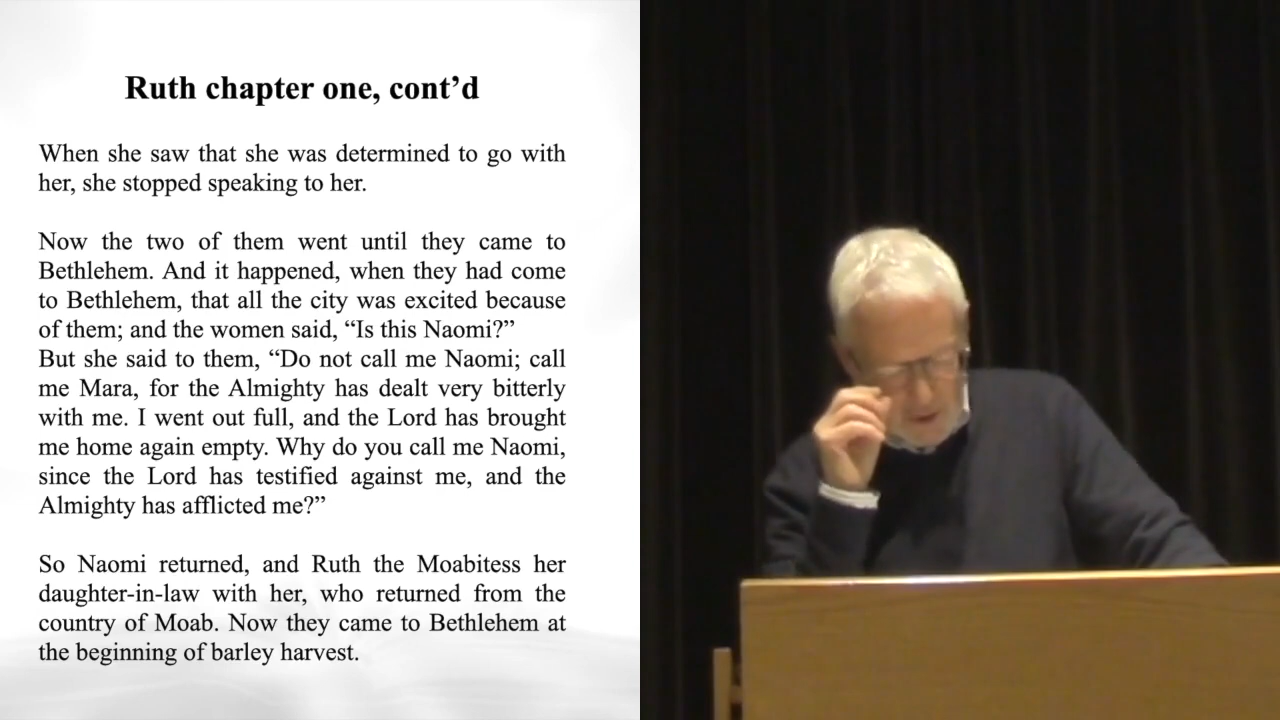 Ruth chapter one, cont’d
When she saw that she was determined to go with
her, she stopped speaking to her.
Now the two of them went until they came to
Bethlehem. And it happened, when they had come
to Bethlehem, that all the city was excited because
of them; and the women said, “Is this Naomi?”
But she said to them, “Do not call me Naomi; call
me Mara, for the Almighty has dealt very bitterly
with me. I went out full, and the Lord has brought
me home again empty. Why do you call me Naomi,
since the Lord has testified against me, and the
Almighty has afflicted me?”
So Naomi returned, and Ruth the Moabitess her
daughter-in-law with her, who returned from the
country of Moab. Now they came to Bethlehem at
the beginning of barley harvest.